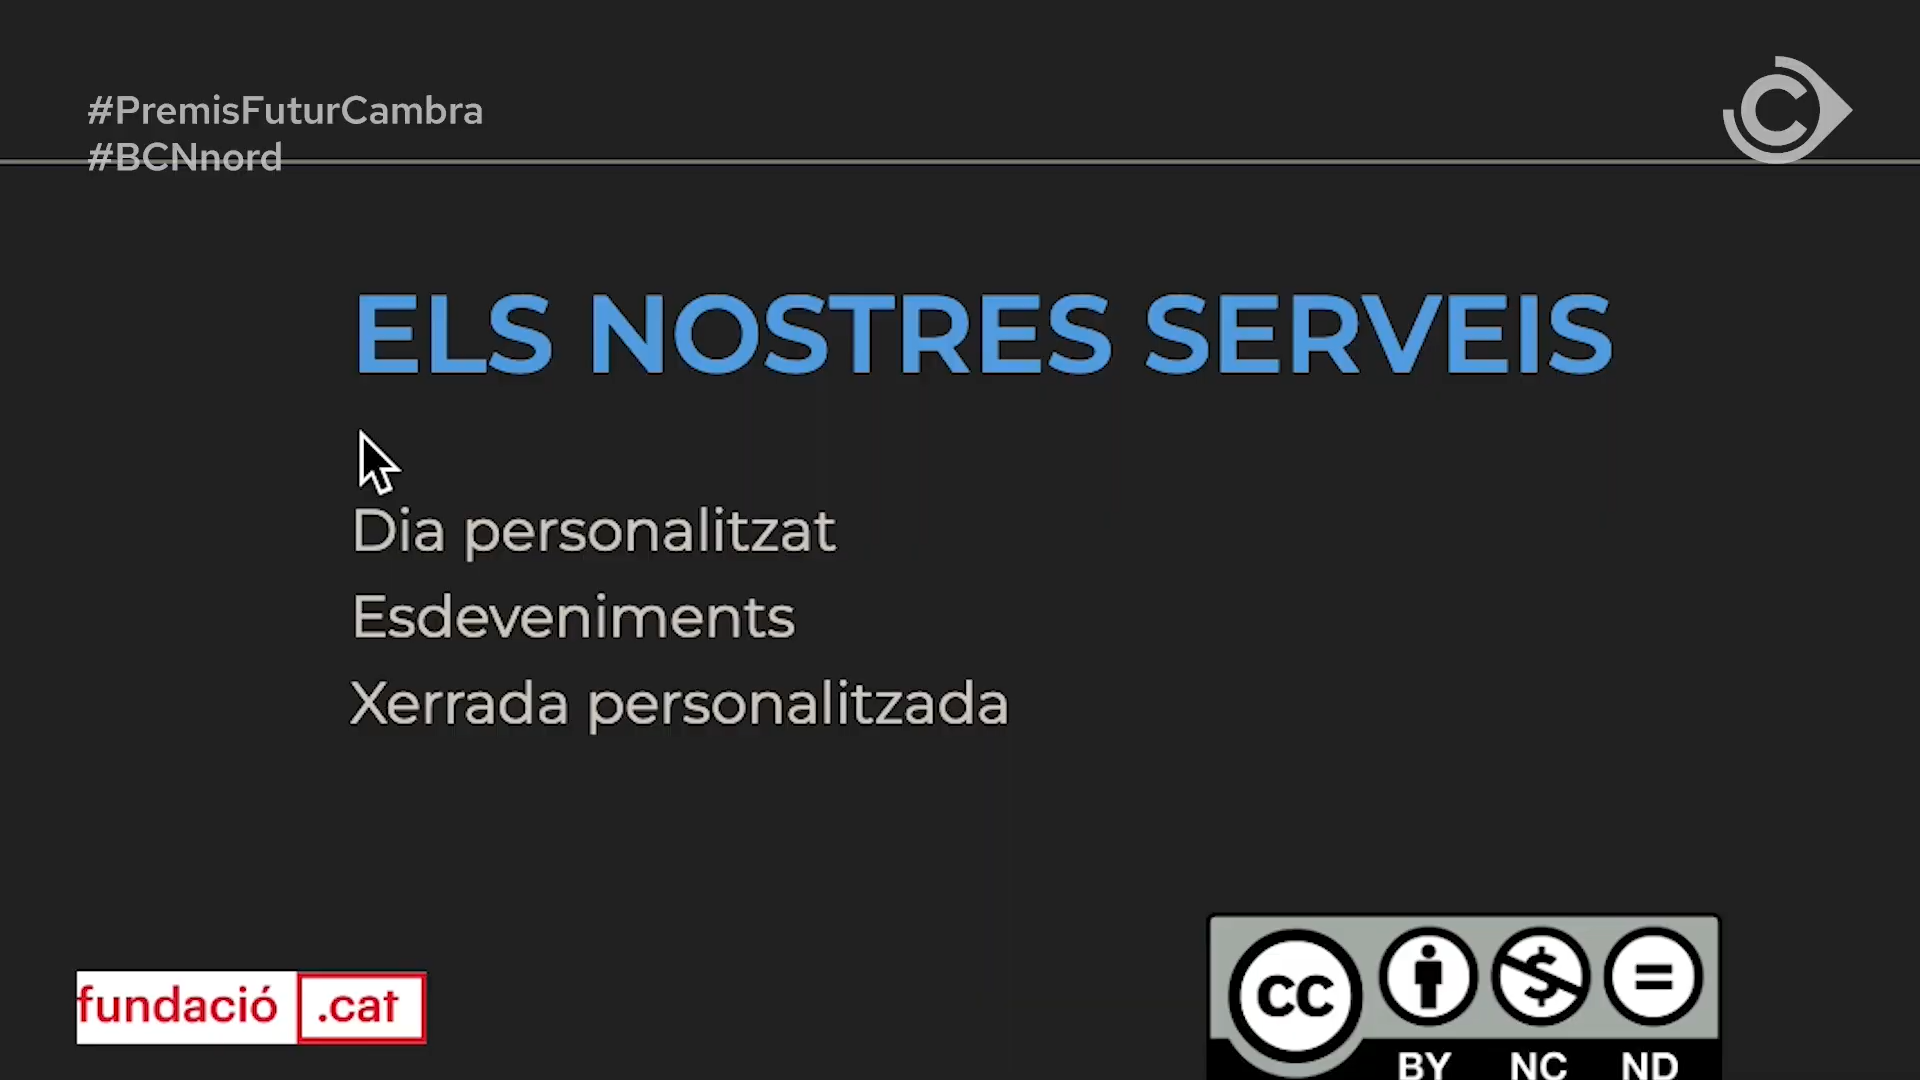 #PremisFuturCambra
#BCNnord
ELS NOSTRES SERVEIS
Dia personalitzat
Esdeveniments
Xerrada personalitzada
fundació .cat
cc
BY NC ND